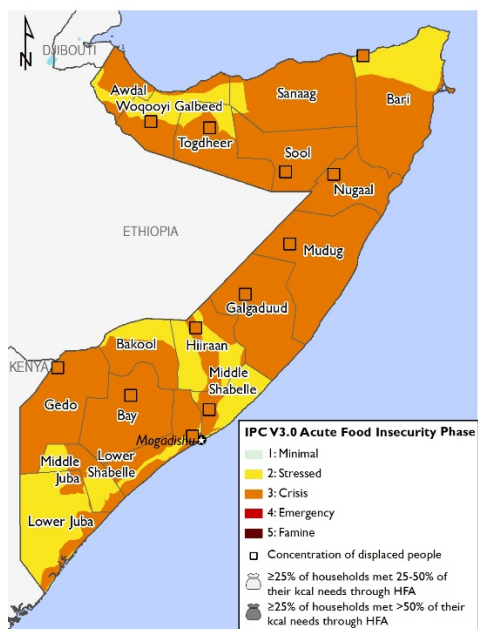 N
DJIBOUTI
Awdal
Woqooyi Galbeed
Togdheer
Sanaag
Bari
Sool
Nugaal
ETHIOPIA
Mudug
Galgaduud
Hiiraan
Bakool
Middle
Shabelle
KENYA
Gedo
Bay
Mogadishu
Lower
Shabelle
Middle
Juba
Lower Juba
IPC V3.0 Acute Food Insecurity Phase
1: Minimal
2: Stressed
3: Crisis
4: Emergency
5: Famine
Concentration of displaced people
≥25% of households met 25-50% of
their kcal needs through HFA
≥25% of households met >50% of their
kcal needs through HFA